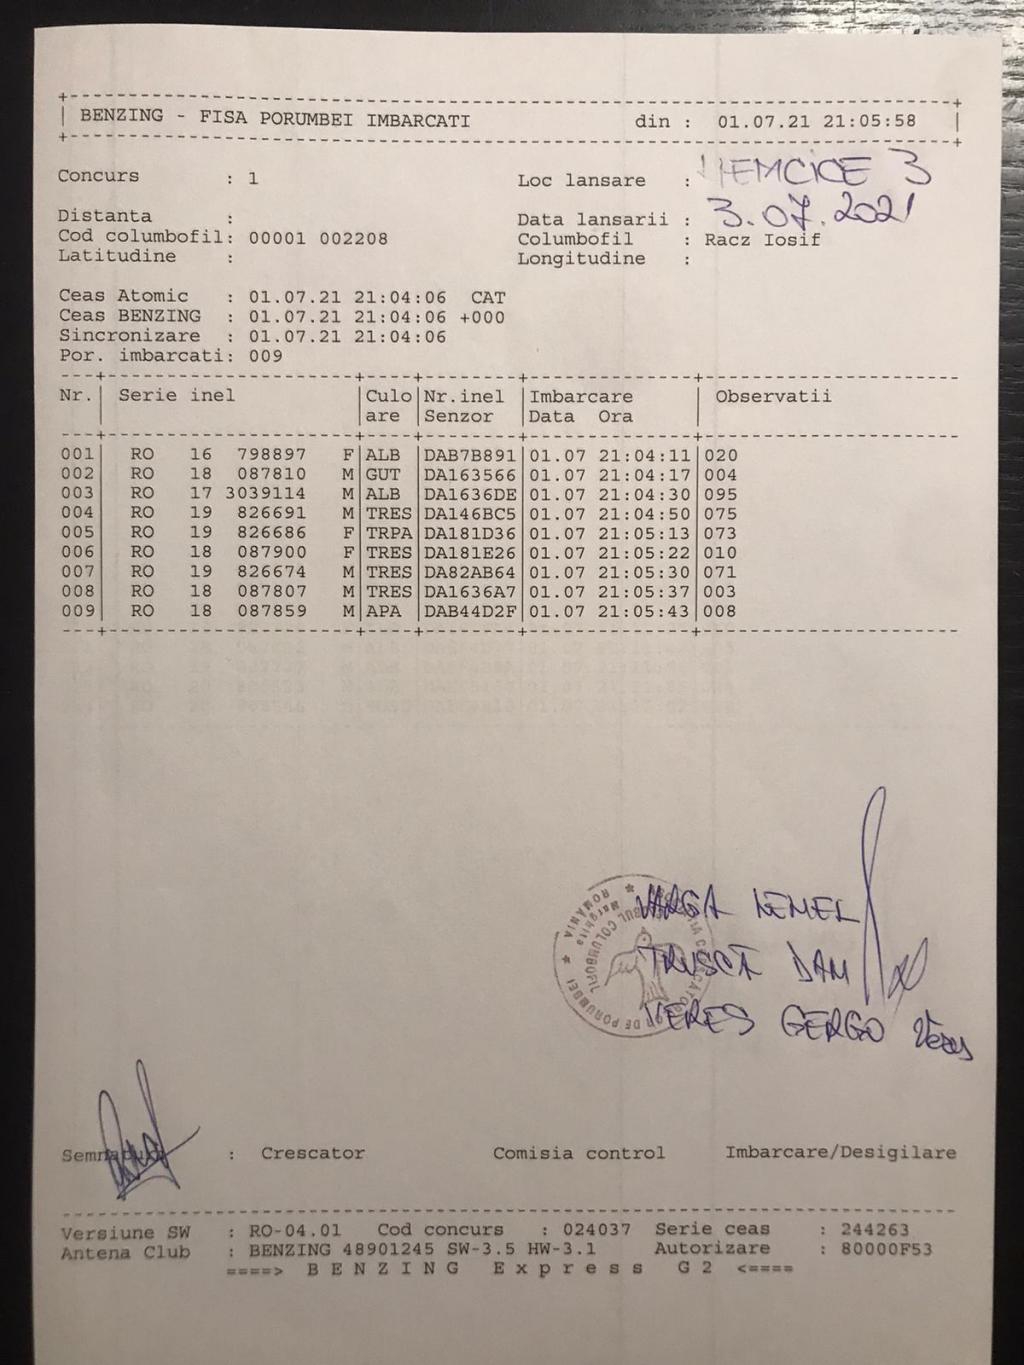 BENZING - FISA PORUMBEI IMBARCATI din : 01.07.21 21:05:58
Concurs : 1 Loc lansare : NEMCICE 3
Distanta : Data lansarii : 3.07.2021
Cod columbofil: 00001 002208 Columbofil : Racz Iosif
Latitudine : Longitudine :
Ceas Atomic : 01.07.21 21:04:06 CAT
Ceas BENZING : 01.07.21 21:04:06 +000
Sincronizare : 01.07.21 21:04:06
Por. imbarcati: 009
Nr. Serie inel Culo Nr.inel Imbarcare Observatii
are Senzor Data Ora
001 RO 16 798897 F ALB DAB7B891 01.07 21:04:11 020
002 RO 18 087810 M GUT DA163566 01.07 21:04:17 004
003 RO 17 3039114 M ALB DA1636DE 01.07 21:04:30 095
004 RO 19 826691 M TRES DA146BC5 01.07 21:04:50 075
005 RO 19 826686 F TRPA DA181D36 01.07 21:05:13 073
006 RO 18 087900 F TRES DA181E26 01.07 21:05:22 010
007 RO 19 826674 M TRES DA82AB64 01.07 21:05:30 071
008 RO 18 087807 M TRES DA1636A7 01.07 21:05:37 003
009 RO 18 087859 M APA DAB44D2F 01.07 21:05:43 008
VARGA
TRUSCĂ DAN
VERES GERGO Veres
ROMANIA
Marghita
DE PORUMBEI
: Crescator Comisia control Imbarcare/Desigilare
Versiune SW : RO-04.01 Cod concurs : 024037 Serie ceas : 244263
Antena Club : BENZING 48901245 SW-3.5 HW-3.1 Autorizare : 80000F53
====> BENZING Express G2 <====